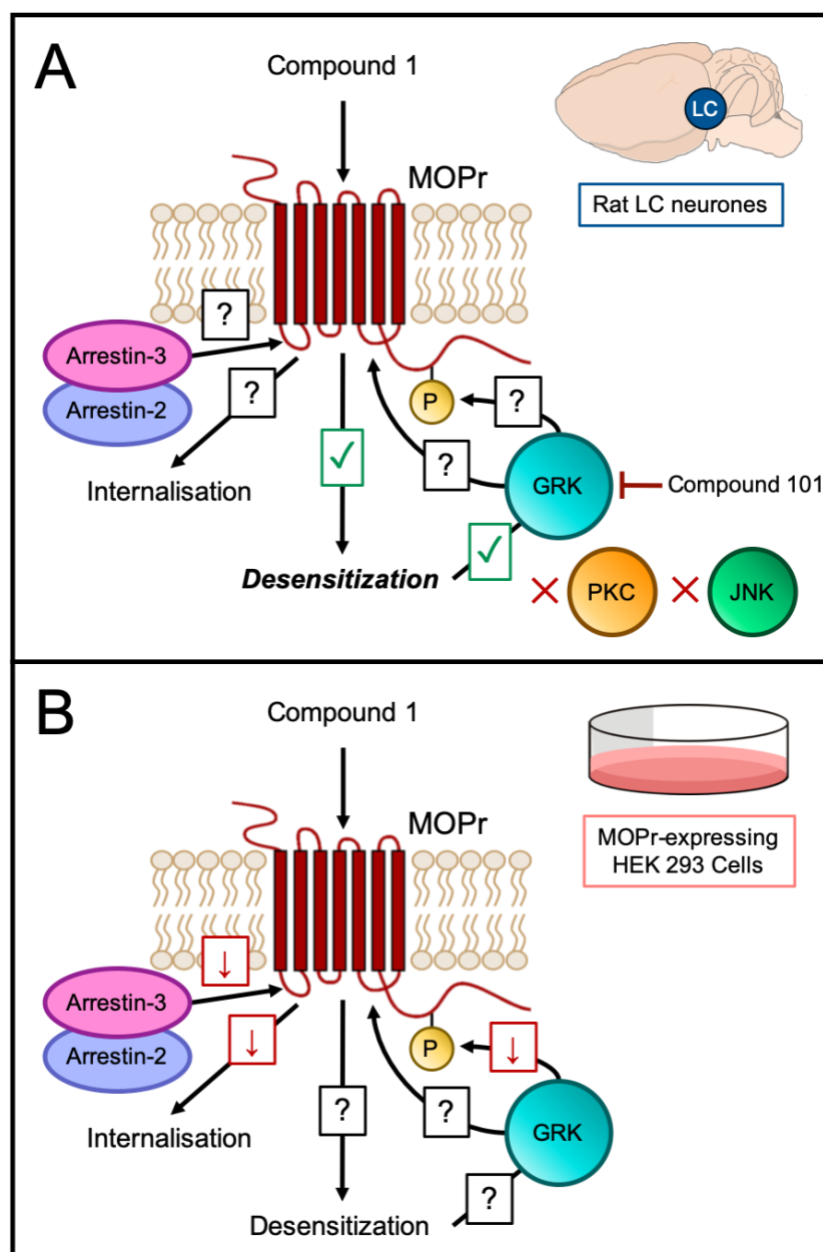 A
Compound 1
LC
MOPr
Rat LC neurones
?
Arrestin-3
?
P
?
Arrestin-2
✓
?
GRK
Compound 101
Internalisation
✓
Desensitization
×
PKC
×
JNK
B
Compound 1
MOPr
MOPr-expressing
HEK 293 Cells
↓
Arrestin-3
↓
P
↓
Arrestin-2
?
?
GRK
Internalisation
?
Desensitization